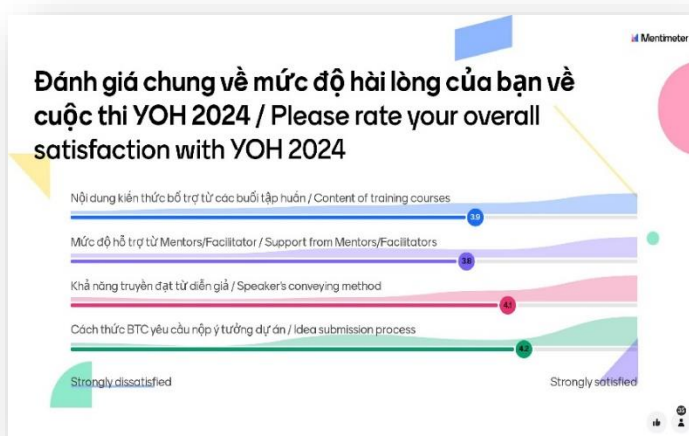 Mentimeter
Đánh giá chung về mức độ hài lòng của bạn về
cuộc thi YOH 2024 / Please rate your overall
satisfaction with YOH 2024
Nội dung kiến thức bổ trợ từ các buổi tập huấn / Content of training courses
3.9
Mức độ hỗ trợ từ Mentors/Facilitator / Support from Mentors/Facilitators
3.8
Khả năng truyền đạt từ diễn giả / Speaker's conveying method
4.1
Cách thức BTC yêu cầu nộp ý tưởng dự án / Idea submission process
4.2
Strongly dissatisfied
Strongly satisfied